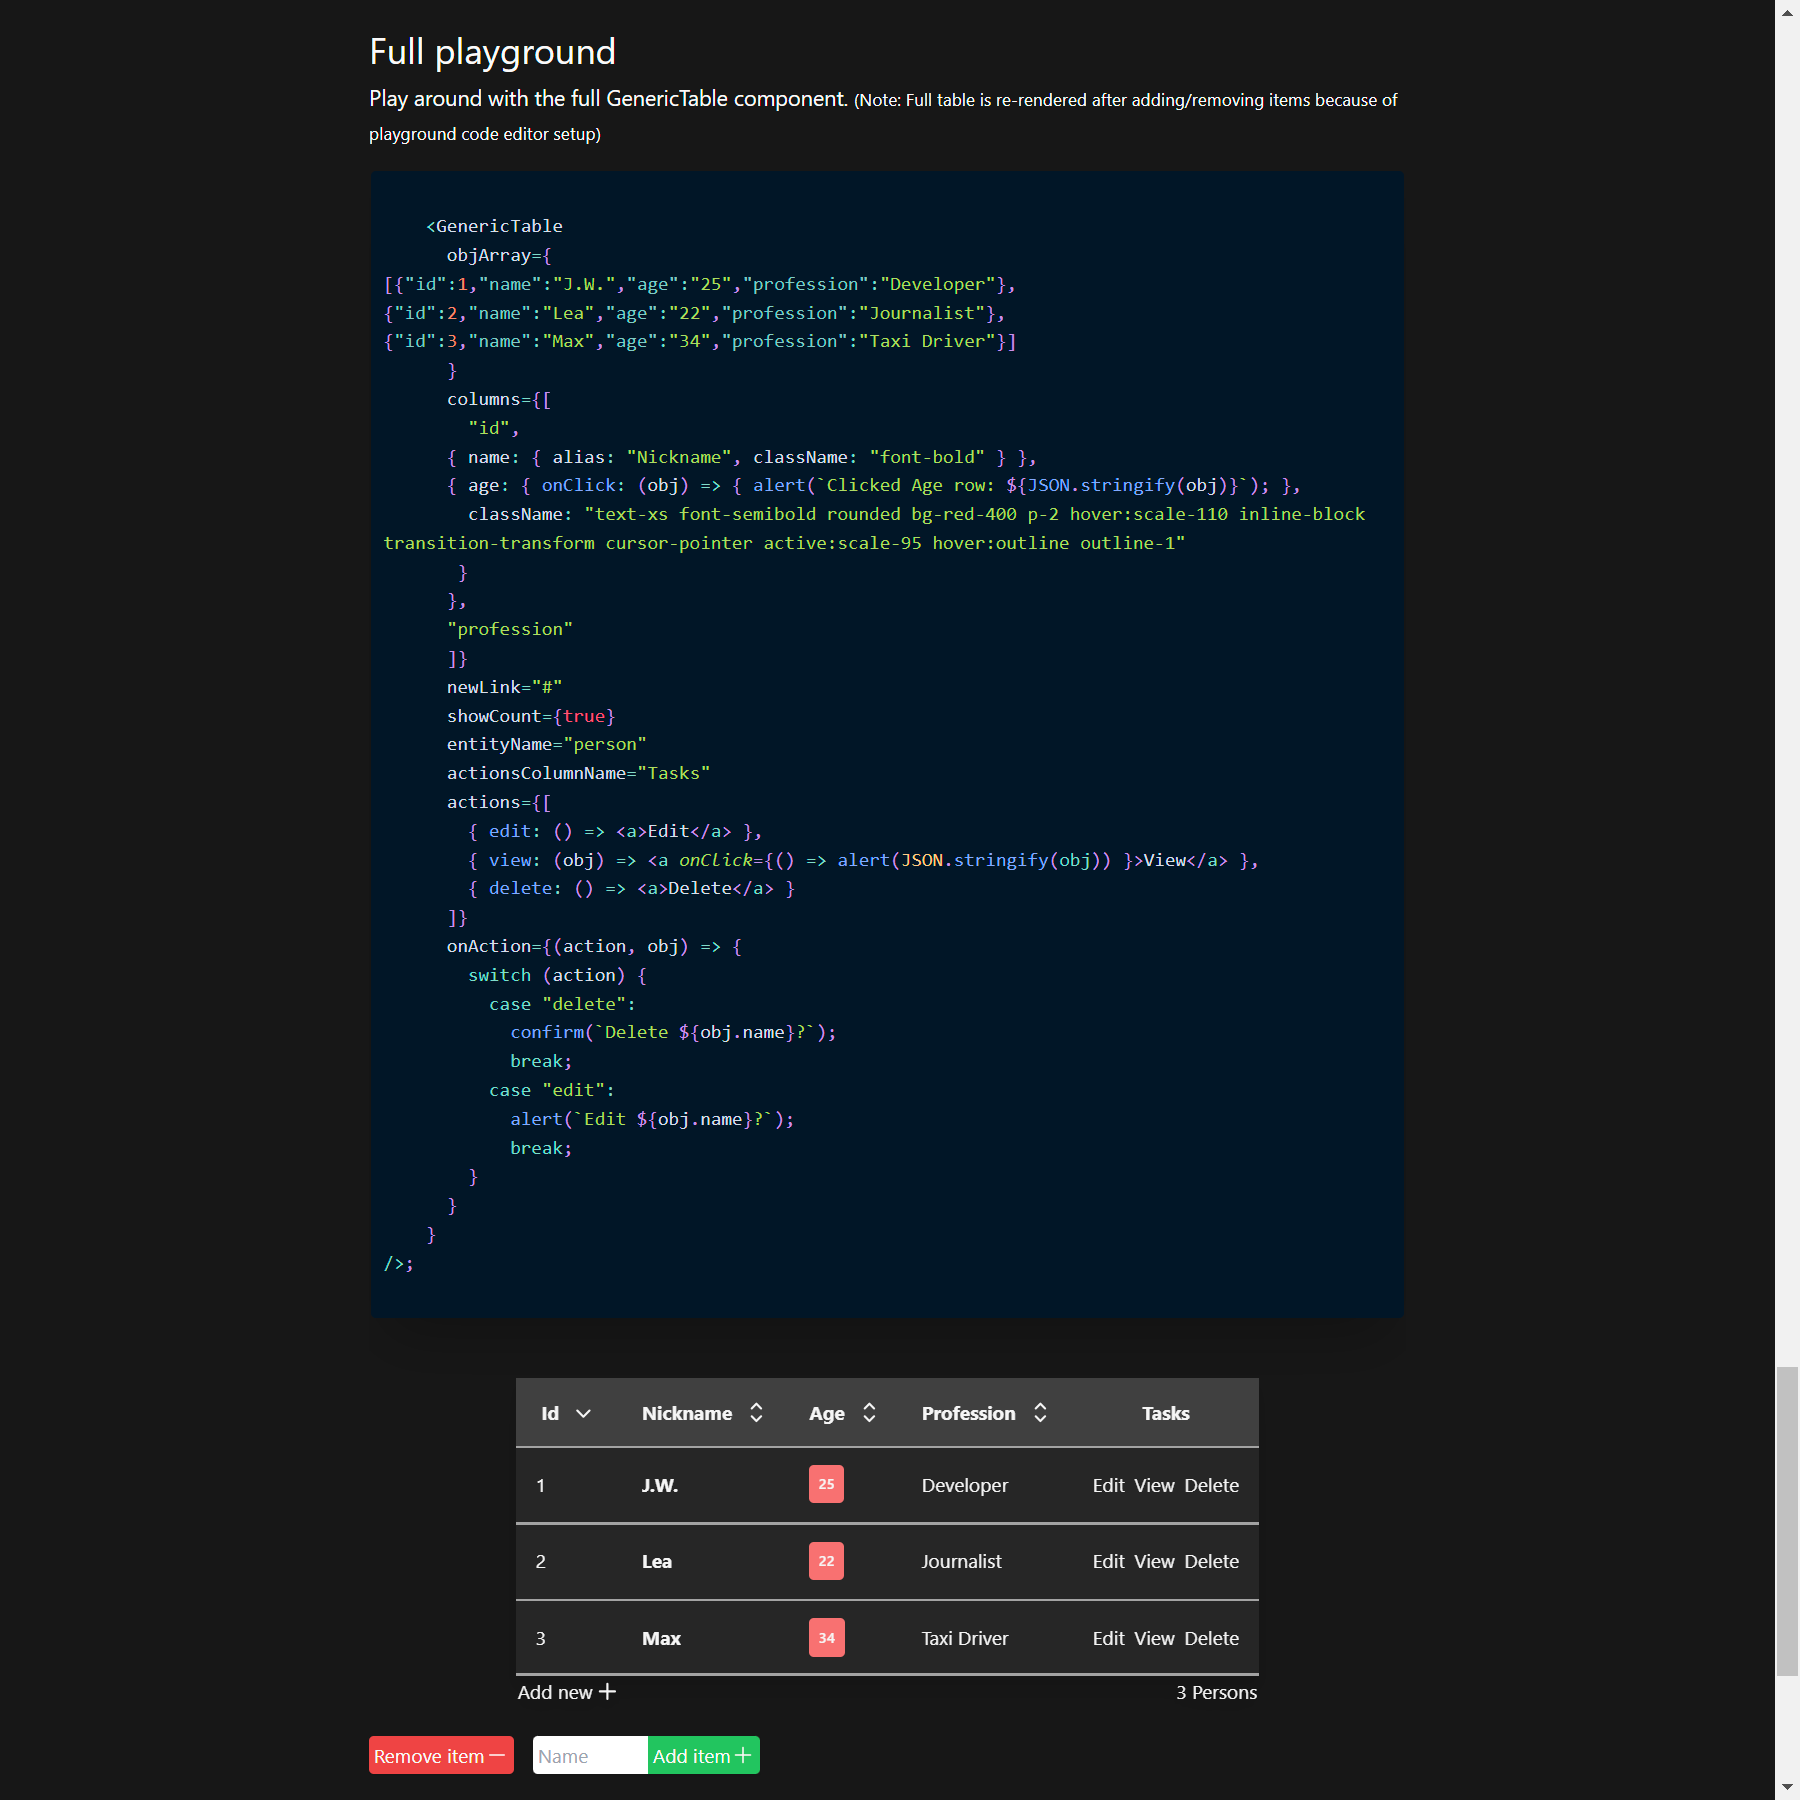 Full playground
Play around with the full GenericTable component. (Note: Full table is re-rendered after adding/removing items because of
playground code editor setup)
<GenericTable
objArray={
[{"id":1,"name":"J.W.","age":"25","profession":"Developer"},
{"id":2,"name":"Lea","age":"22","profession":"Journalist"},
{"id":3,"name":"Max","age":"34","profession":"Taxi Driver"}]
}
columns={[
"id",
{ name: { alias: "Nickname", className: "font-bold" } },
{ age: { onClick: (obj) => { alert(`Clicked Age row: ${JSON.stringify(obj)}`); },
className: "text-xs font-semibold rounded bg-red-400 p-2 hover:scale-110 inline-block
transition-transform cursor-pointer active:scale-95 hover:outline outline-1"
}
},
"profession"
]}
newLink="#"
showCount={true}
entityName="person"
actionsColumnName="Tasks"
actions={[
{ edit: () => <a>Edit</a> },
{ view: (obj) => <a onClick={() => alert(JSON.stringify(obj)) }>View</a> },
{ delete: () => <a>Delete</a> }
]}
onAction={(action, obj) => {
switch (action) {
case "delete":
confirm(`Delete ${obj.name}?`);
break;
case "edit":
alert(`Edit ${obj.name}?`);
break;
}
}
}
/>;
Id Nickname Age Profession Tasks
1 J.W. 25 Developer Edit View Delete
2 Lea 22 Journalist Edit View Delete
3 Max 34 Taxi Driver Edit View Delete
Add new + 3 Persons
Remove item − Name Add item +